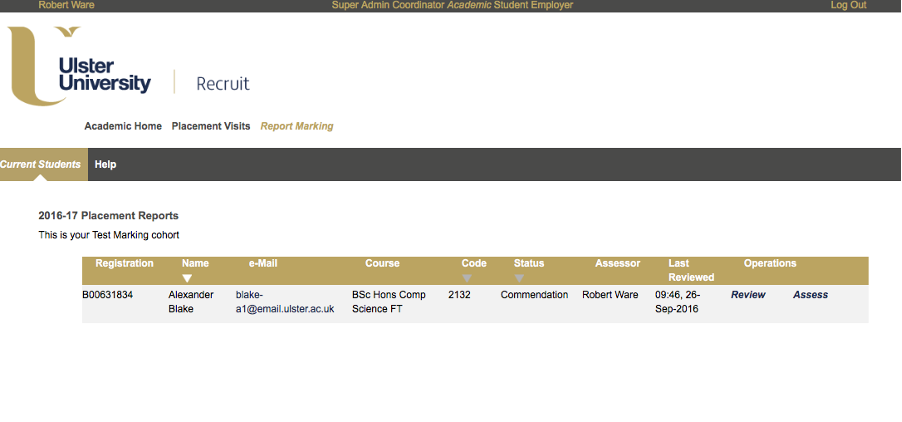 Robert Ware Super Admin Coordinator Academic Student Employer Log Out
Ulster
University Recruit
Academic Home Placement Visits Report Marking
Current Students Help
2016-17 Placement Reports
This is your Test Marking cohort
Registration Name e-Mail Course Code Status Assessor Last Reviewed Operations
B00631834 Alexander Blake blake-a1@email.ulster.ac.uk BSc Hons Comp Science FT 2132 Commendation Robert Ware 09:46, 26-Sep-2016 Review Assess